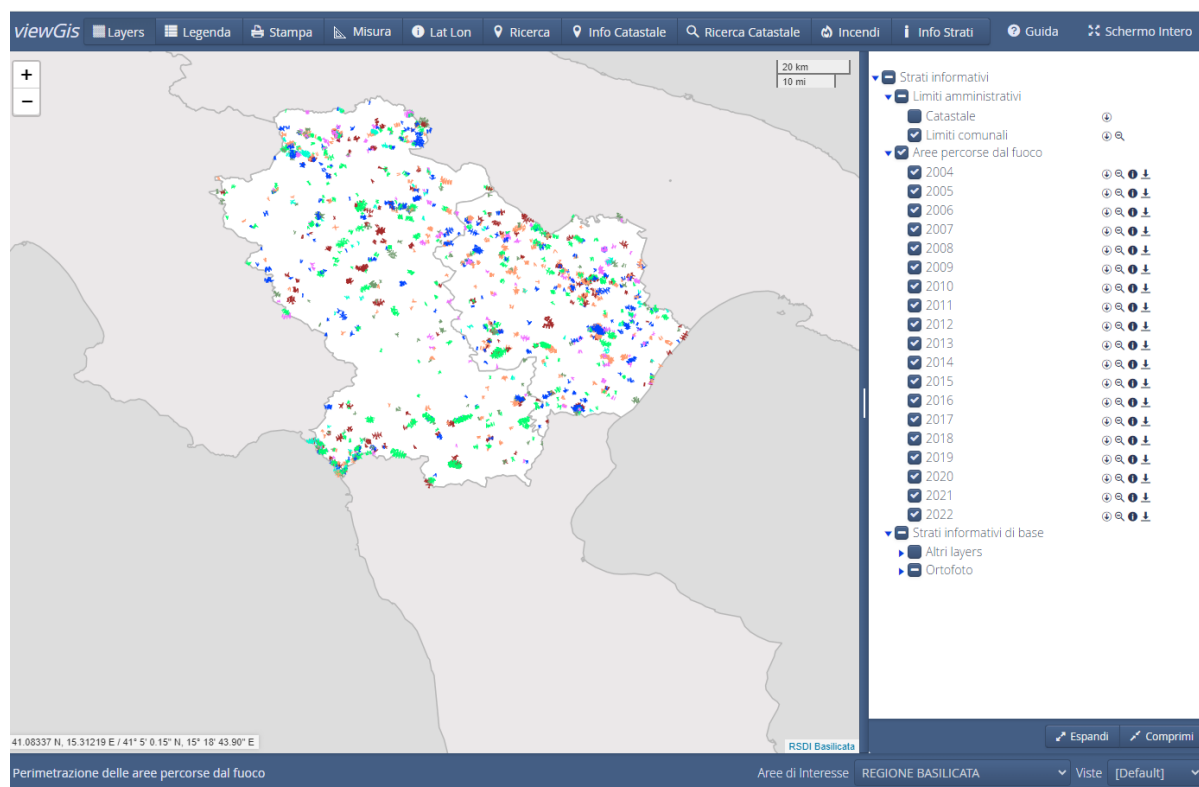 viewGis Layers Legenda Stampa Misura Lat Lon Ricerca Info Catastale Ricerca Catastale Incendi Info Strati Guida Schermo Intero
+
−
20 km
10 mi
Strati informativi
Limiti amministrativi
Catastale
Limiti comunali
Aree percorse dal fuoco
2004
2005
2006
2007
2008
2009
2010
2011
2012
2013
2014
2015
2016
2017
2018
2019
2020
2021
2022
Strati informativi di base
Altri layers
Ortofoto
41.08337 N, 15.31219 E / 41° 5' 0.15" N, 15° 18' 43.90" E
RSDI Basilicata
Espandi Comprimi
Perimetrazione delle aree percorse dal fuoco Aree di Interesse REGIONE BASILICATA Viste [Default]